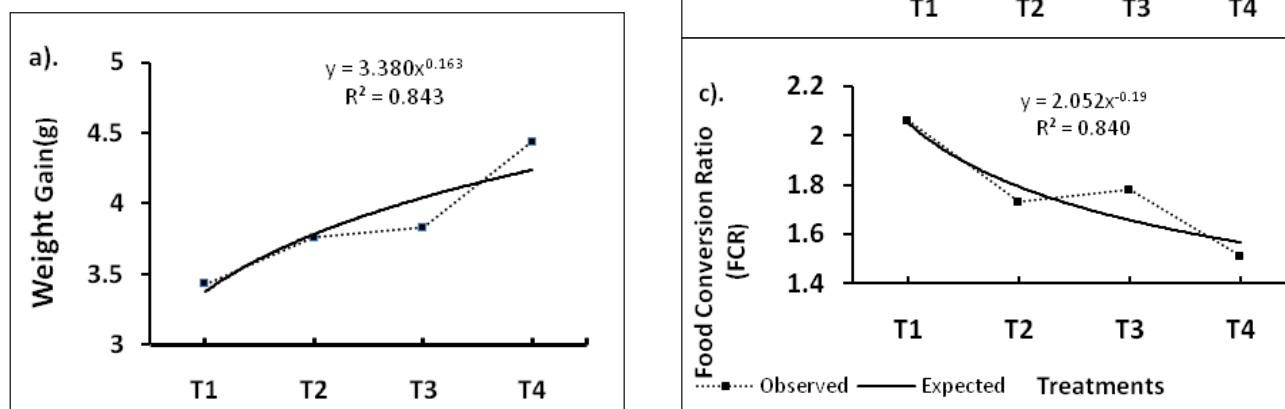 a).
y = 3.380x^0.163
R² = 0.843
Weight Gain(g)
5
4.5
4
3.5
3
T1 T2 T3 T4
T1 T2 T3 T4
c).
y = 2.052x^-0.19
R² = 0.840
Food Conversion Ratio
(FCR)
2.2
2
1.8
1.6
1.4
T1 T2 T3 T4
Observed Expected Treatments